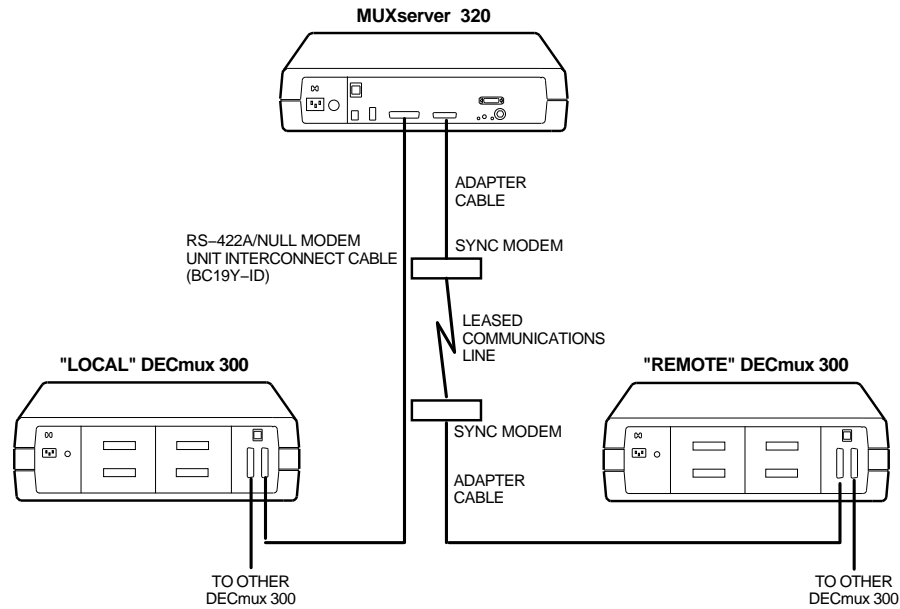 MUXserver 320
ADAPTER
CABLE
RS–422A/NULL MODEM
UNIT INTERCONNECT CABLE
(BC19Y–ID)
SYNC MODEM
LEASED
COMMUNICATIONS
LINE
"LOCAL" DECmux 300
"REMOTE" DECmux 300
SYNC MODEM
ADAPTER
CABLE
TO OTHER
DECmux 300
TO OTHER
DECmux 300